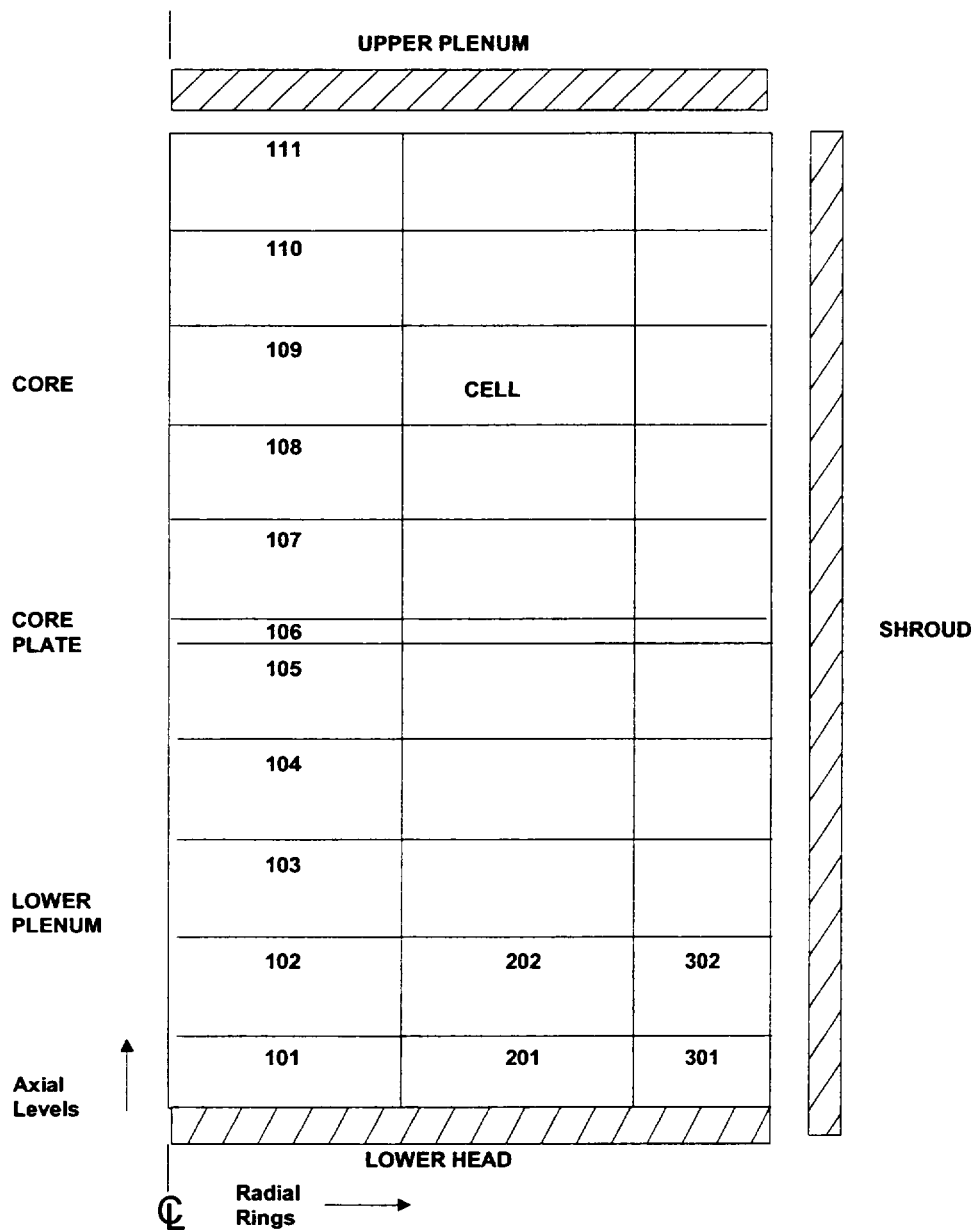 UPPER PLENUM
111
110
109
CORE
CELL
108
107
CORE
PLATE
106
SHROUD
105
104
103
LOWER
PLENUM
102 202 302
101 201 301
Axial
Levels
LOWER HEAD
℄
Radial
Rings